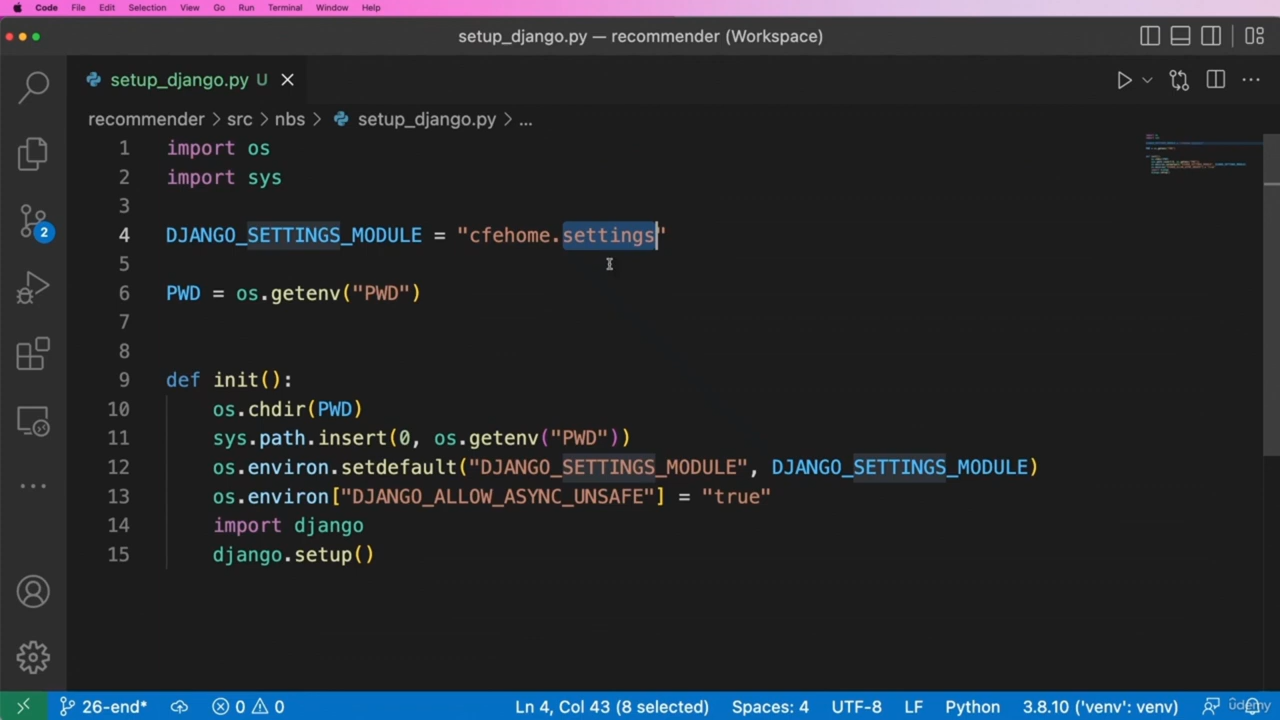 Code File Edit Selection View Go Run Terminal Window Help
setup_django.py — recommender (Workspace)
setup_django.py U
recommender > src > nbs > setup_django.py > ...
1 import os
2 import sys
3
4 DJANGO_SETTINGS_MODULE = "cfehome.settings"
5
6 PWD = os.getenv("PWD")
7
8
9 def init():
10 os.chdir(PWD)
11 sys.path.insert(0, os.getenv("PWD"))
12 os.environ.setdefault("DJANGO_SETTINGS_MODULE", DJANGO_SETTINGS_MODULE)
13 os.environ["DJANGO_ALLOW_ASYNC_UNSAFE"] = "true"
14 import django
15 django.setup()
2
26-end* 0 0 Ln 4, Col 43 (8 selected) Spaces: 4 UTF-8 LF Python 3.8.10 ('venv': venv)
udemy